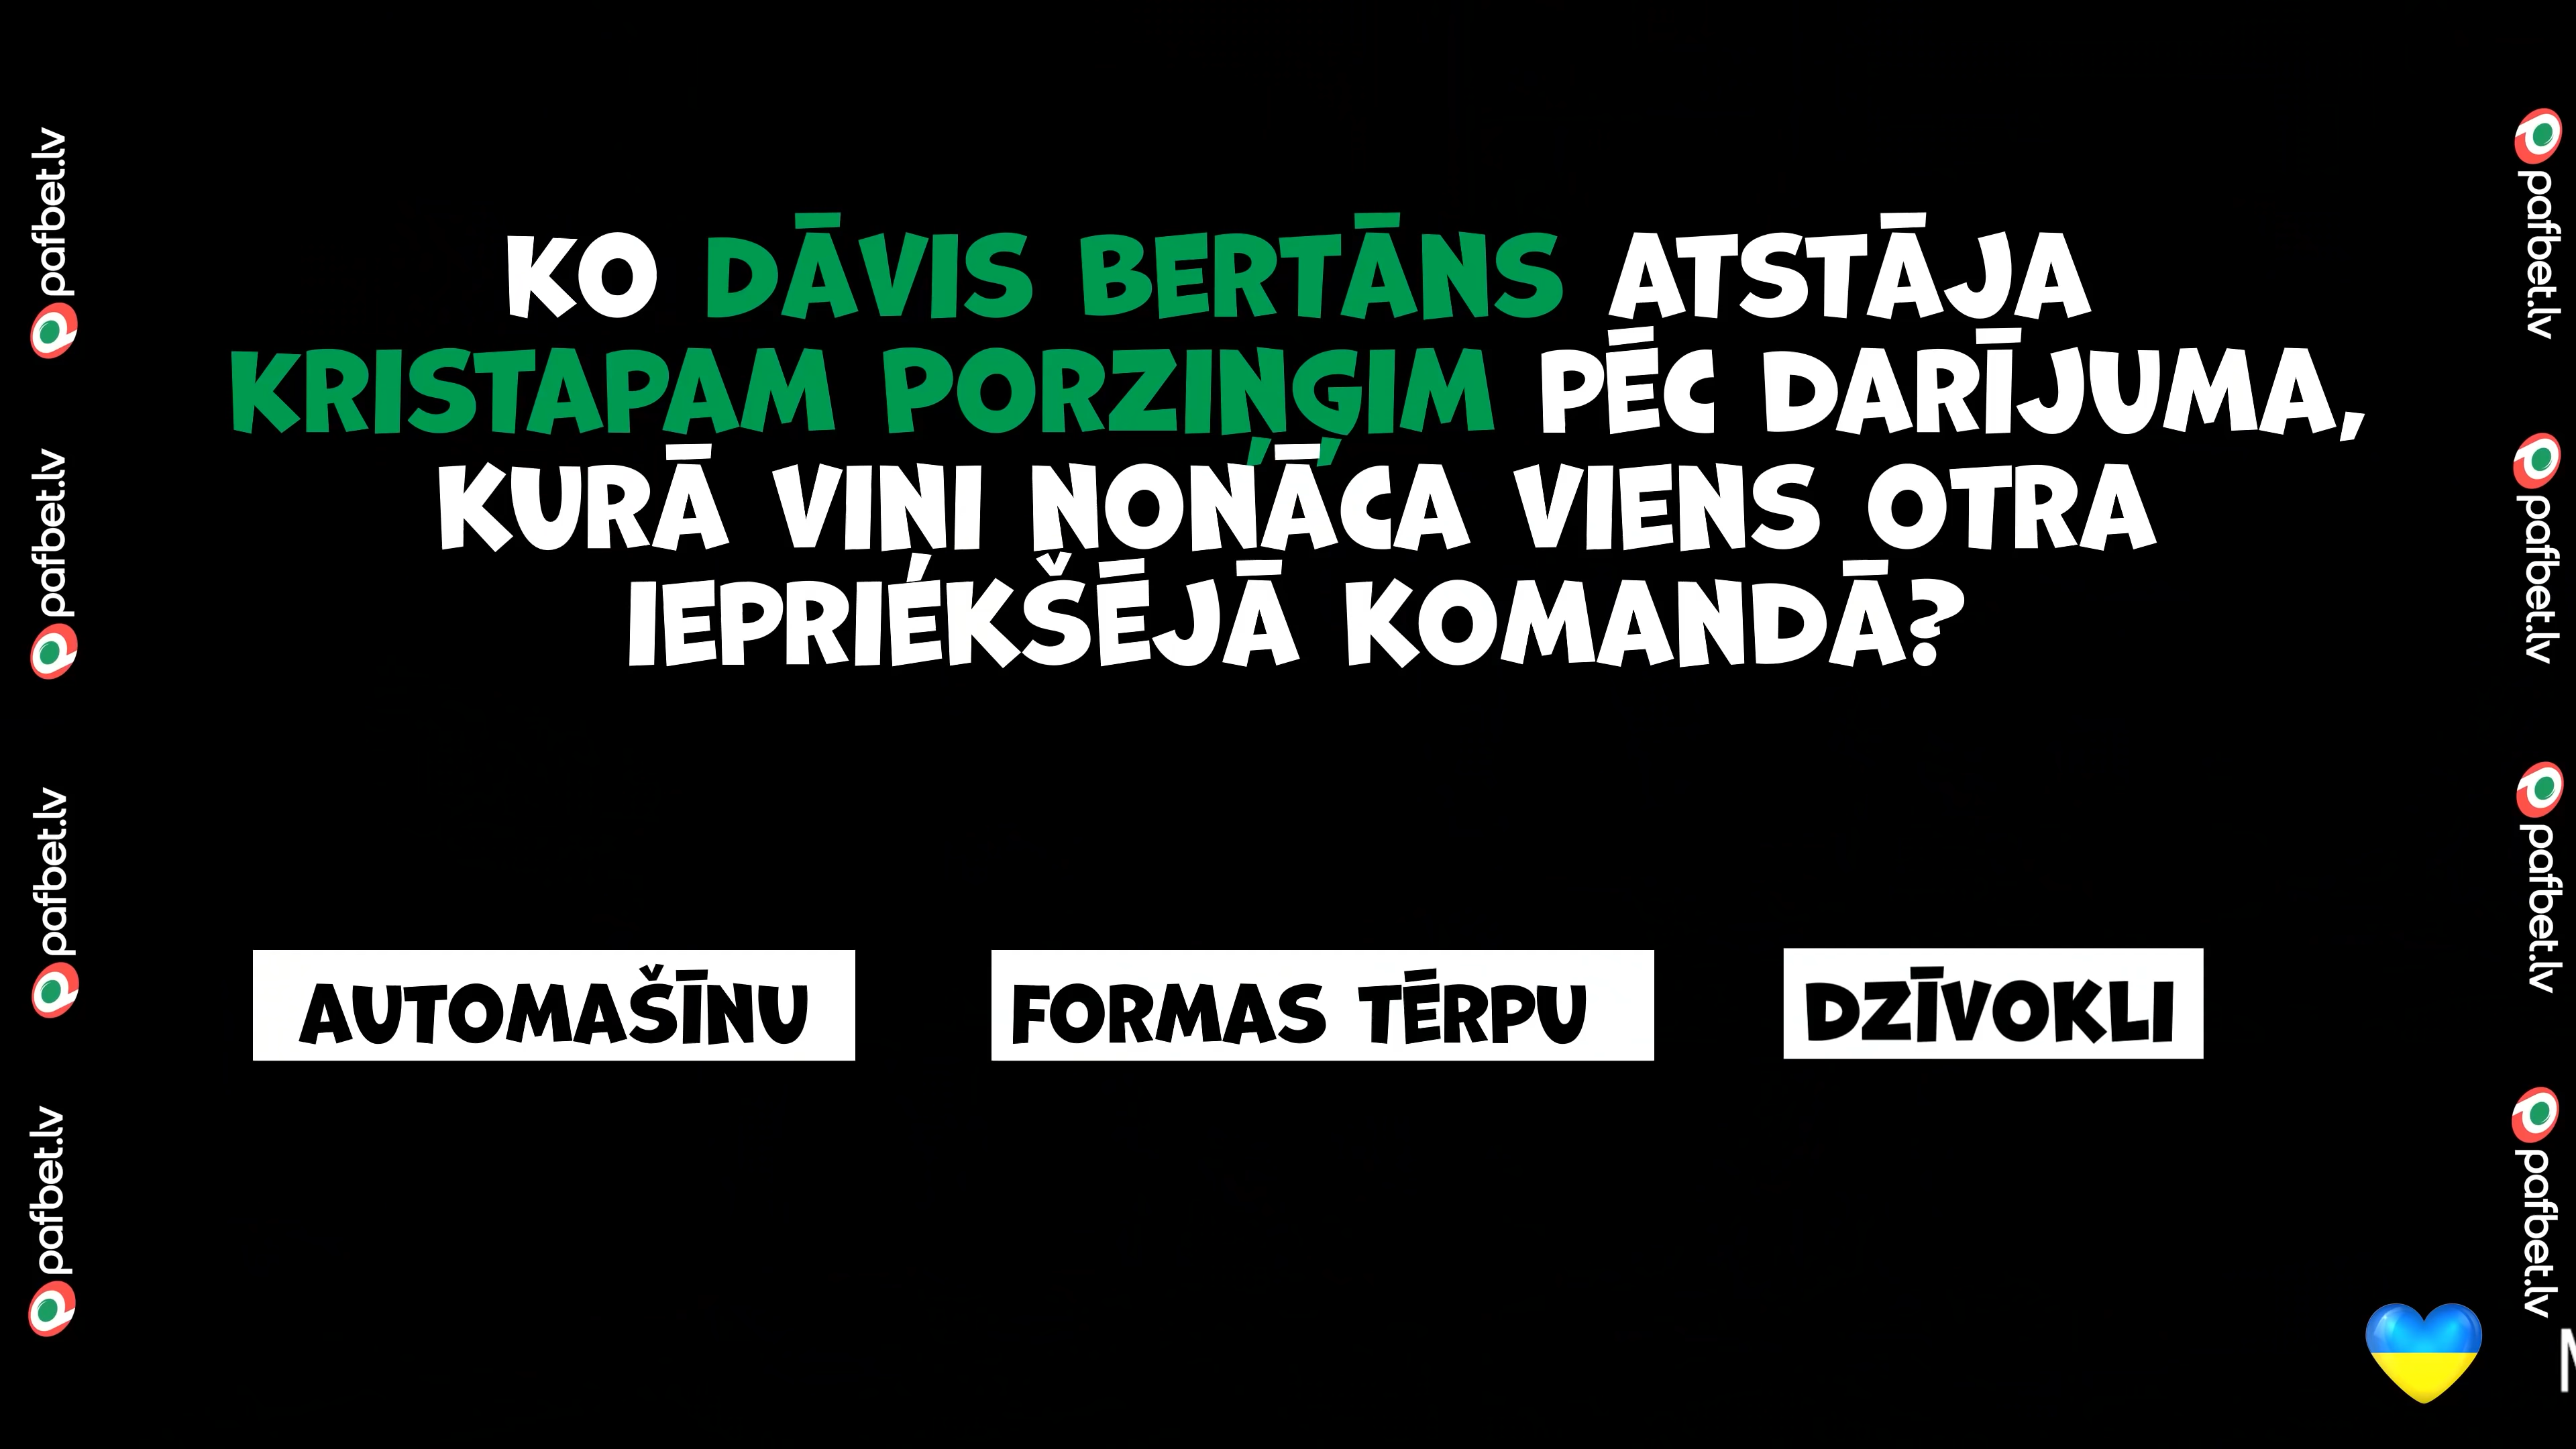 KO DĀVIS BERTĀNS ATSTĀJA
KRISTAPAM PORZIŅĢIM PĒC DARĪJUMA,
KURĀ VIŅI NONĀCA VIENS OTRA
IEPRIEKŠĒJĀ KOMANDĀ?
AUTOMAŠĪNU
FORMAS TĒRPU
DZĪVOKLI
pafbet.lv
pafbet.lv
pafbet.lv
pafbet.lv
pafbet.lv
pafbet.lv
pafbet.lv
pafbet.lv